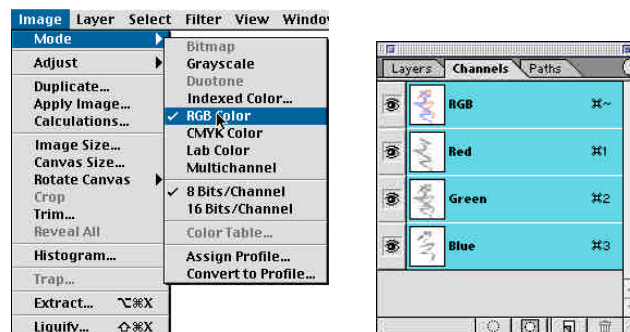 Image Layer Select Filter View Windo
Mode
Adjust
Duplicate...
Apply Image...
Calculations...
Image Size...
Canvas Size...
Rotate Canvas
Crop
Trim...
Reveal All
Histogram...
Trap...
Extract... ⌥⌘X
Liquify... ⇧⌘X
Bitmap
Grayscale
Duotone
Indexed Color...
✓ RGB Color
CMYK Color
Lab Color
Multichannel
✓ 8 Bits/Channel
16 Bits/Channel
Color Table...
Assign Profile...
Convert to Profile...
Layers Channels Paths
RGB ⌘~
Red ⌘1
Green ⌘2
Blue ⌘3